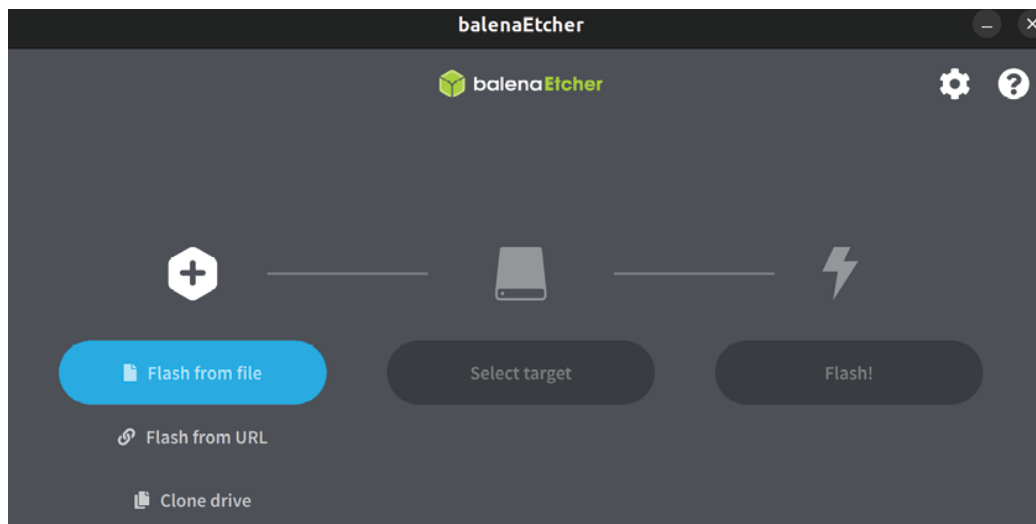 balenaEtcher
balenaEtcher
Flash from file
Select target
Flash!
Flash from URL
Clone drive